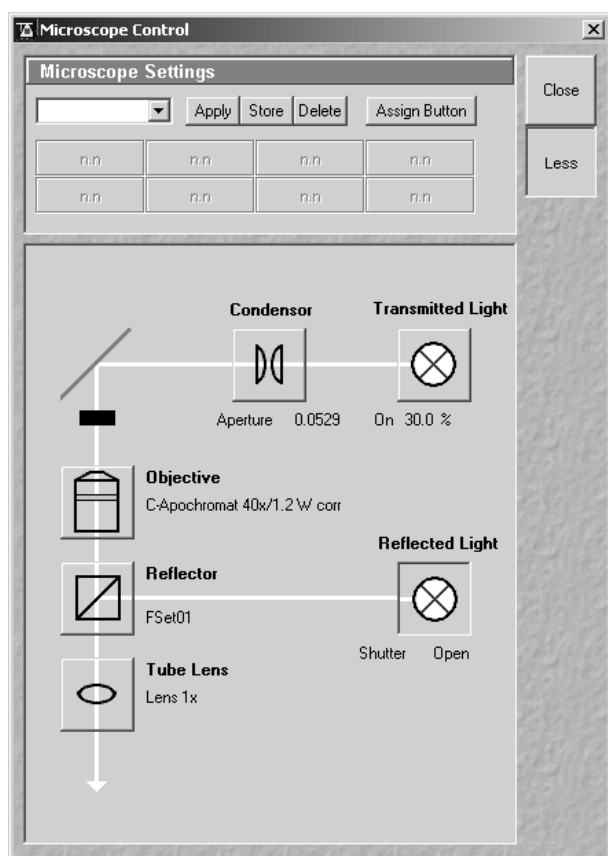 Microscope Control
Microscope Settings
Close
Apply Store Delete Assign Button
n.n n.n n.n n.n
Less
n.n n.n n.n n.n
Condensor Transmitted Light
Aperture 0.0529 On 30.0 %
Objective
C-Apochromat 40x/1.2 W corr
Reflected Light
Reflector
FSet01
Shutter Open
Tube Lens
Lens 1x